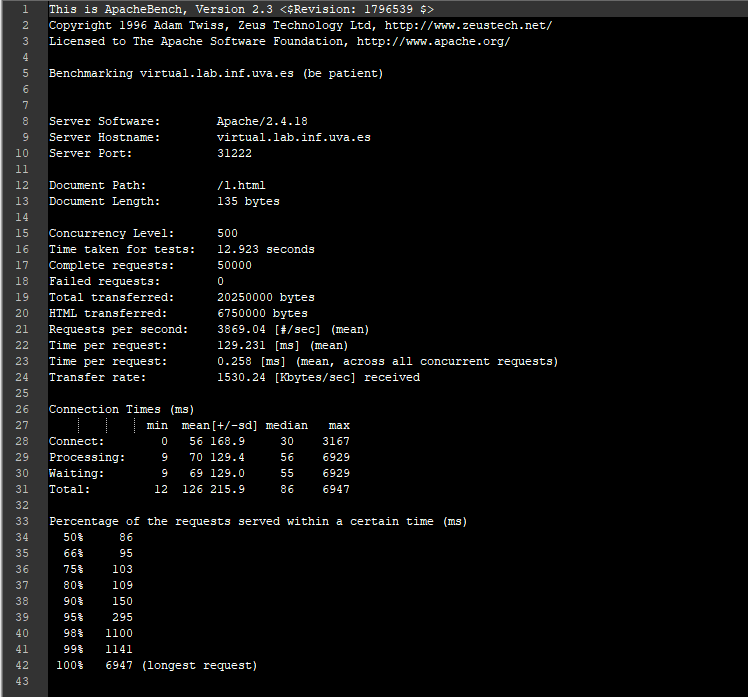 1 This is ApacheBench, Version 2.3 <$Revision: 1796539 $>
2 Copyright 1996 Adam Twiss, Zeus Technology Ltd, http://www.zeustech.net/
3 Licensed to The Apache Software Foundation, http://www.apache.org/
4
5 Benchmarking virtual.lab.inf.uva.es (be patient)
6
7
8 Server Software:        Apache/2.4.18
9 Server Hostname:        virtual.lab.inf.uva.es
10 Server Port:            31222
11
12 Document Path:          /1.html
13 Document Length:        135 bytes
14
15 Concurrency Level:      500
16 Time taken for tests:   12.923 seconds
17 Complete requests:      50000
18 Failed requests:        0
19 Total transferred:      20250000 bytes
20 HTML transferred:       6750000 bytes
21 Requests per second:    3869.04 [#/sec] (mean)
22 Time per request:       129.231 [ms] (mean)
23 Time per request:       0.258 [ms] (mean, across all concurrent requests)
24 Transfer rate:          1530.24 [Kbytes/sec] received
25
26 Connection Times (ms)
27               min  mean[+/-sd] median   max
28 Connect:        0   56 168.9     30    3167
29 Processing:     9   70 129.4     56    6929
30 Waiting:        9   69 129.0     55    6929
31 Total:         12  126 215.9     86    6947
32
33 Percentage of the requests served within a certain time (ms)
34   50%     86
35   66%     95
36   75%    103
37   80%    109
38   90%    150
39   95%    295
40   98%   1100
41   99%   1141
42  100%   6947 (longest request)
43